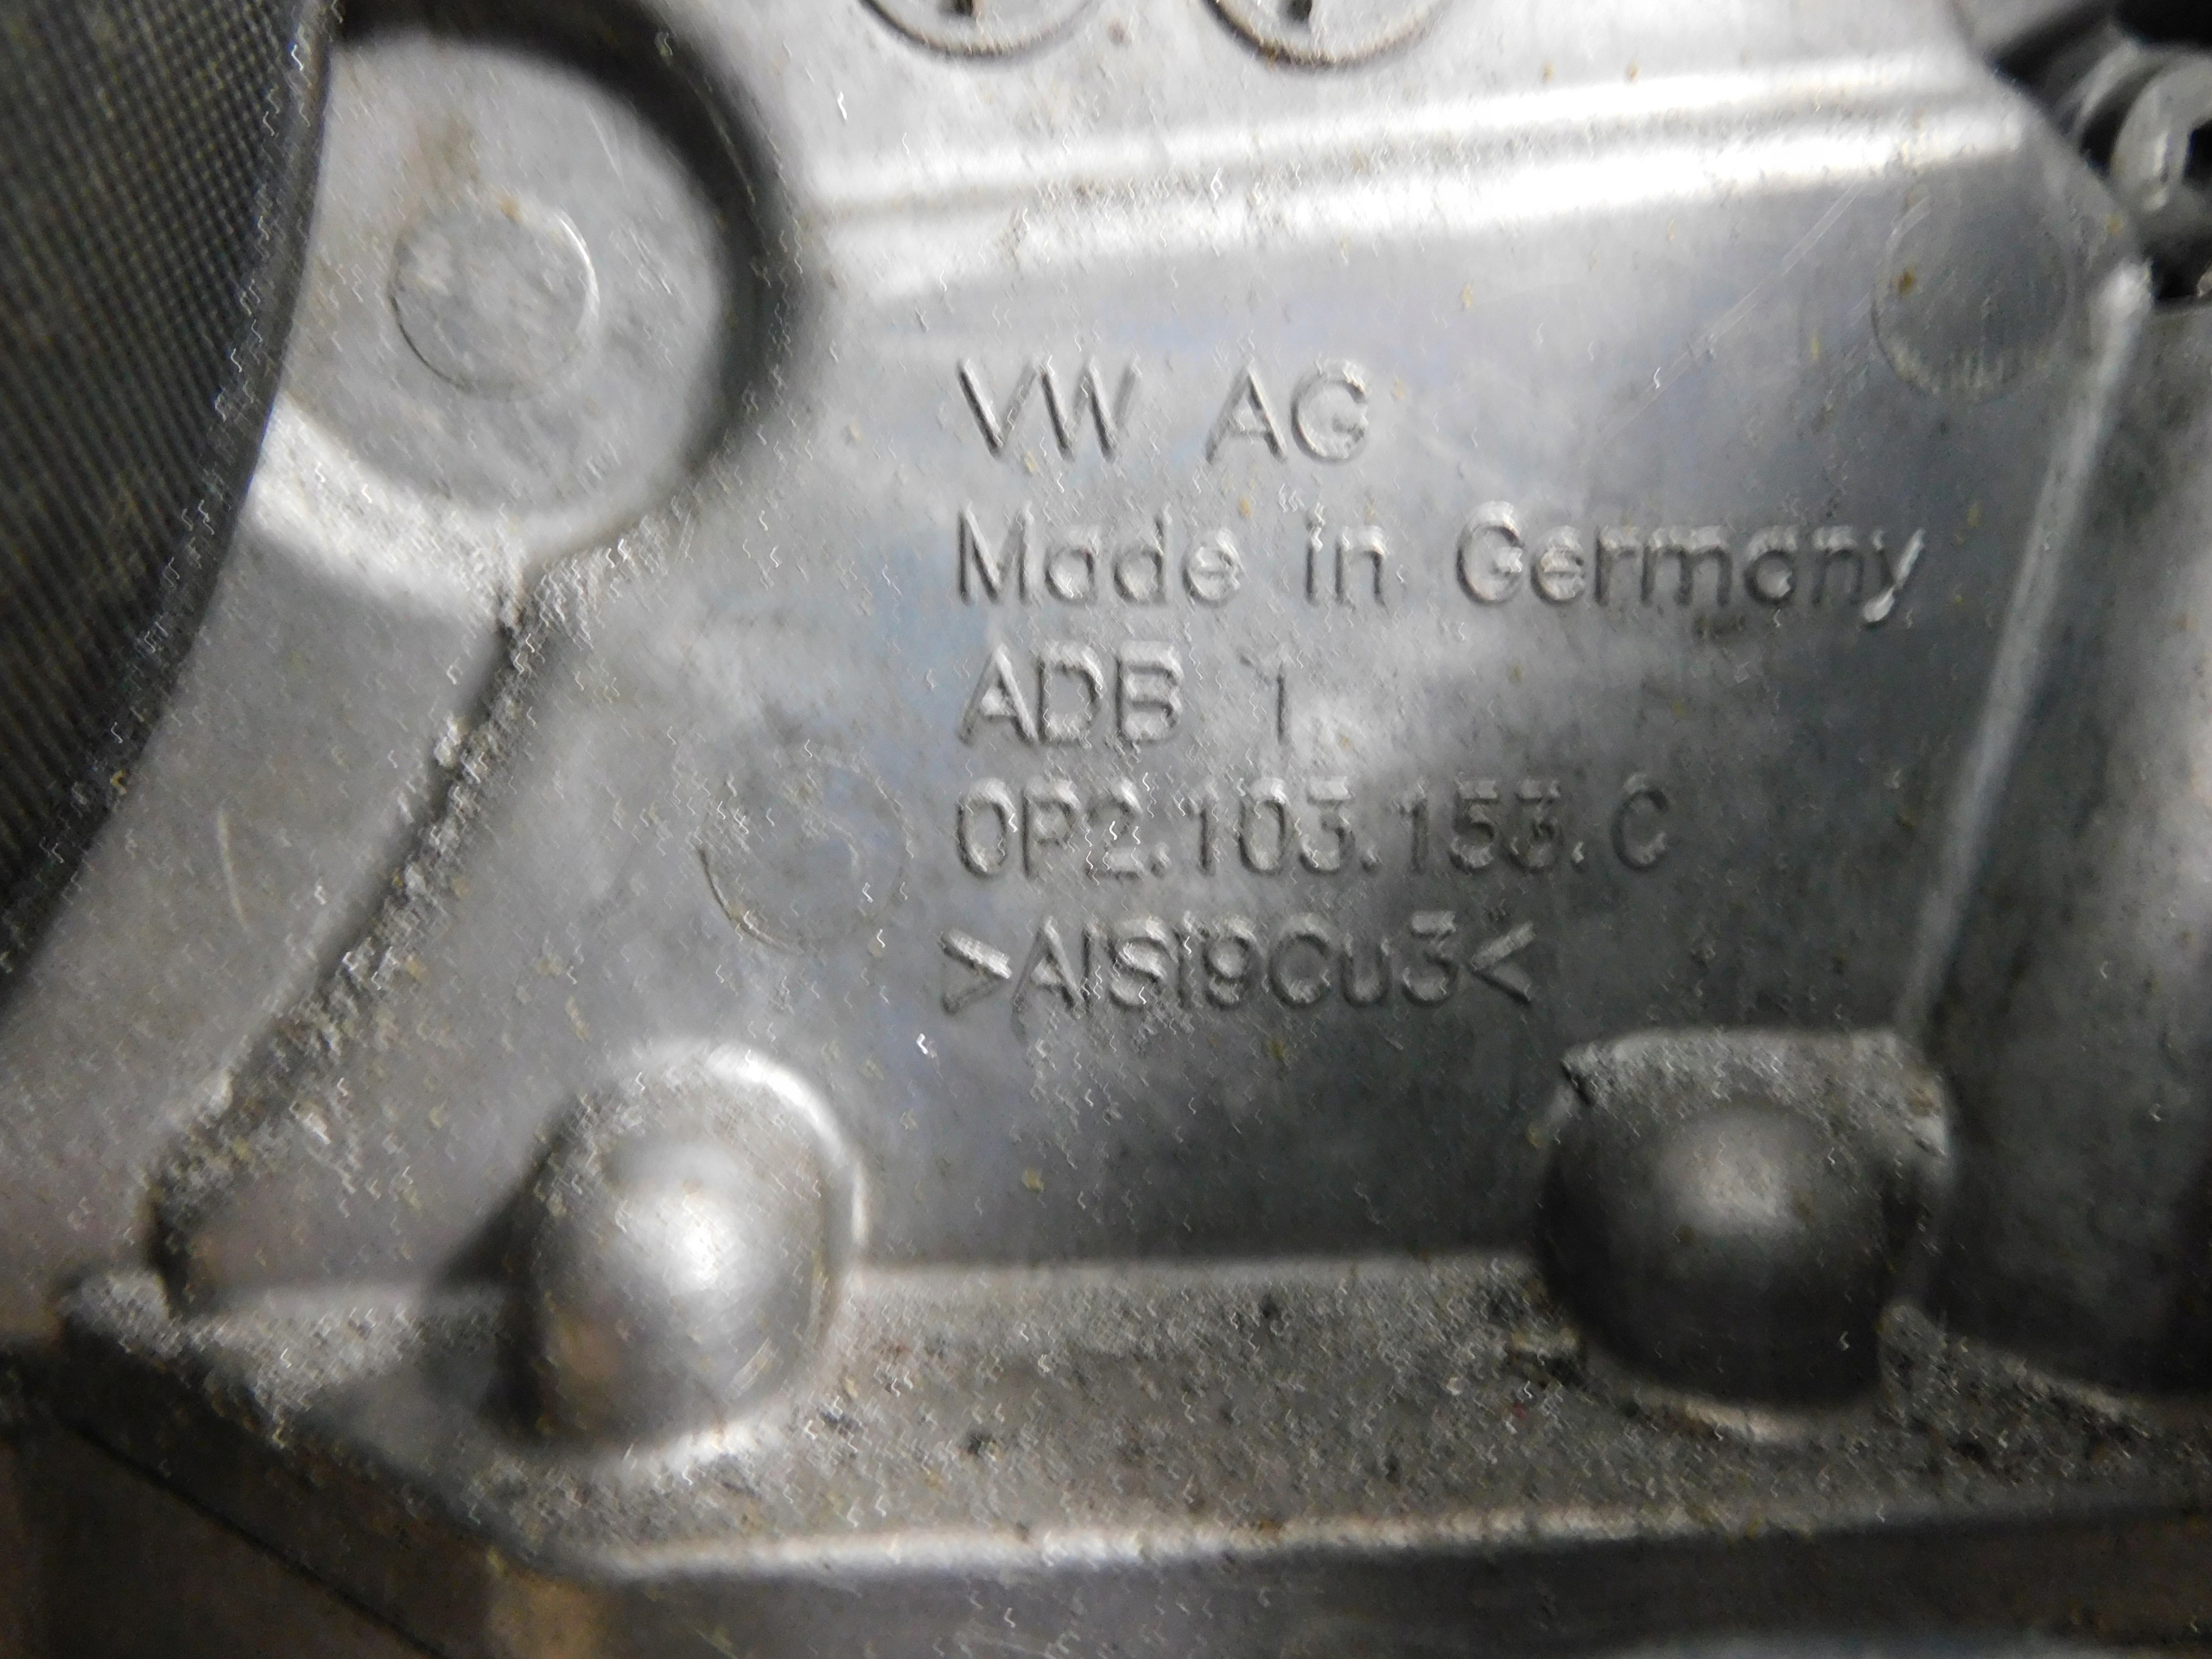 VW AG
Made in Germany
ADB 1
0P2.103.153.C
>AlSi9Cu3<